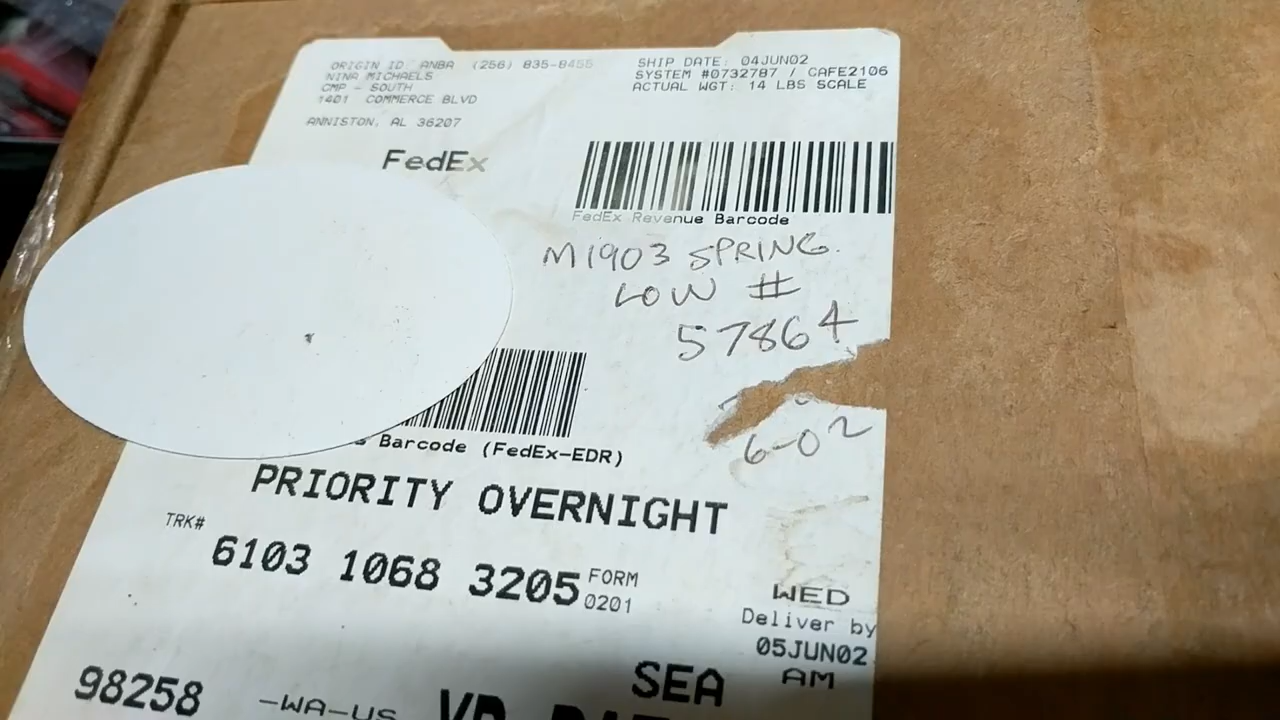 ORIGIN ID: ANBA (256) 835-8455
NINA MICHAELS
CMP - SOUTH
1401 COMMERCE BLVD
ANNISTON, AL 36207
SHIP DATE: 04JUN02
SYSTEM #0732787 / CAFE2106
ACTUAL WGT: 14 LBS SCALE
FedEx
FedEx Revenue Barcode
M1903 SPRING.
LOW #
57864
6-02
Barcode (FedEx-EDR)
PRIORITY OVERNIGHT
TRK# 6103 1068 3205 FORM 0201
WED
Deliver by
05JUN02
SEA AM
98258 -WA-US